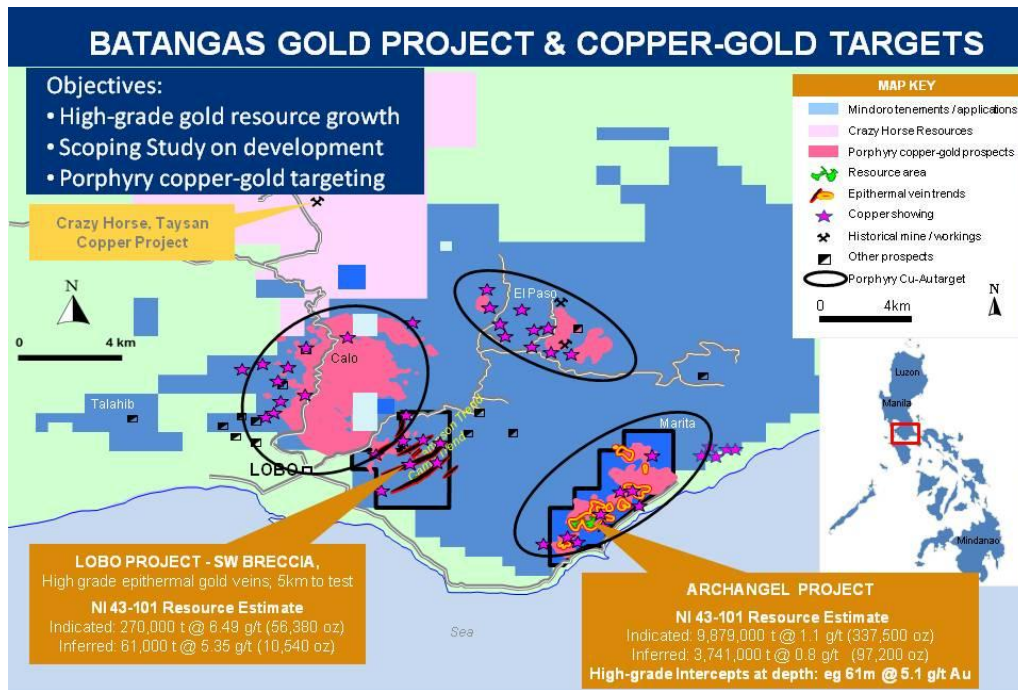 BATANGAS GOLD PROJECT & COPPER-GOLD TARGETS
Objectives:
• High-grade gold resource growth
• Scoping Study on development
• Porphyry copper-gold targeting
Crazy Horse, Taysan
Copper Project
MAP KEY
Mindoro tenements / applications
Crazy Horse Resources
Porphyry copper-gold prospects
Resource area
Epithermal vein trends
Copper showing
Historical mine / workings
Other prospects
Porphyry Cu-Au target
0 4km
N
N
0 4 km
El Paso
Calo
Talahib
LOBO
Trend
Trend
Marita
Luzon
Manila
Mindanao
Sea
LOBO PROJECT - SW BRECCIA,
High grade epithermal gold veins; 5km to test
NI 43-101 Resource Estimate
Indicated: 270,000 t @ 6.49 g/t (56,380 oz)
Inferred: 61,000 t @ 5.35 g/t (10,540 oz)
ARCHANGEL PROJECT
NI 43-101 Resource Estimate
Indicated: 9,879,000 t @ 1.1 g/t (337,500 oz)
Inferred: 3,741,000 t @ 0.8 g/t (97,200 oz)
High-grade Intercepts at depth: eg 61m @ 5.1 g/t Au